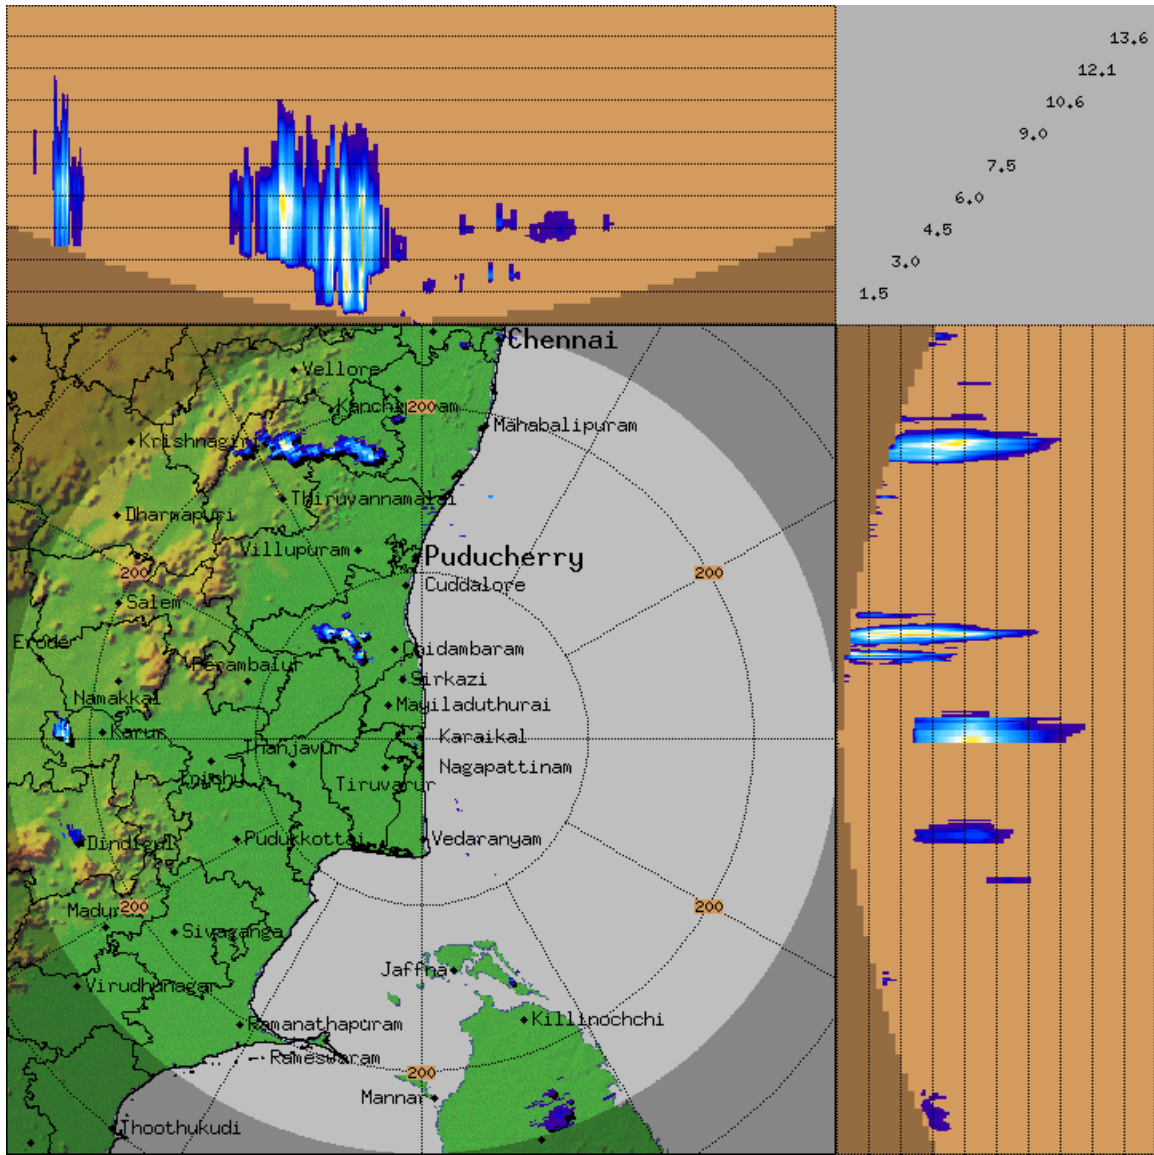 13.6
12.1
10.6
9.0
7.5
6.0
4.5
3.0
1.5
Chennai
Vellore
200
Mahabalipuram
Krishnagiri
Thiruvannamalai
Dharmapuri
Villupuram
Puducherry
200
200
Cuddalore
Salem
Erode
Chidambaram
Perambalur
Sirkazi
Namakkal
Mayiladuthurai
Karur
Karaikal
Thanjavur
Nagapattinam
Tiruvarur
Pudukkottai
Vedaranyam
Dindigul
200
200
Sivaganga
Jaffna
Virudhunagar
Ramanathapuram
Killinochchi
Rameswaram
200
Mannar
Thoothukudi